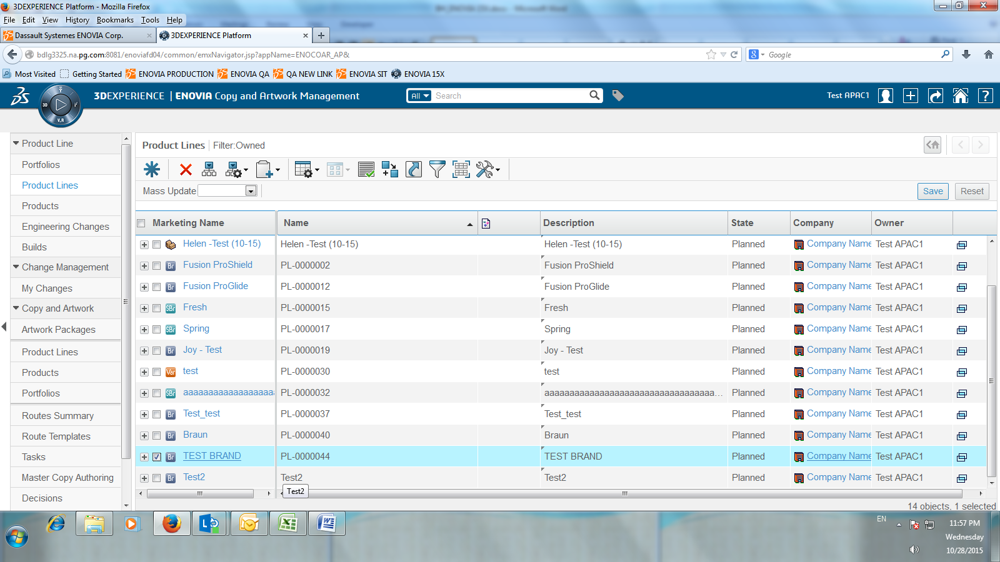 3DEXPERIENCE Platform - Mozilla Firefox
File Edit View History Bookmarks Tools Help
Dassault Systemes ENOVIA Corp. × 3DEXPERIENCE Platform × +
bdlg3325.na.pg.com:8081/enoviafd04/common/emxNavigator.jsp?appName=ENOCOAR_AP& Google
Most Visited Getting Started ENOVIA PRODUCTION ENOVIA QA QA NEW LINK ENOVIA SIT ENOVIA 15X
3DEXPERIENCE | ENOVIA Copy and Artwork Management All Search Test APAC1
3D V.R
Product Line
Portfolios
Product Lines
Products
Engineering Changes
Builds
Change Management
My Changes
Copy and Artwork
Artwork Packages
Product Lines
Products
Portfolios
Routes Summary
Route Templates
Tasks
Master Copy Authoring
Decisions
Product Lines Filter:Owned
Mass Update Save Reset
Marketing Name Name Description State Company Owner
Helen -Test (10-15) Helen -Test (10-15) Helen -Test (10-15) Planned Company Name Test APAC1
Br Fusion ProShield PL-0000002 Fusion ProShield Planned Company Name Test APAC1
Br Fusion ProGlide PL-0000012 Fusion ProGlide Planned Company Name Test APAC1
SBr Fresh PL-0000015 Fresh Planned Company Name Test APAC1
SBr Spring PL-0000017 Spring Planned Company Name Test APAC1
Br Joy - Test PL-0000019 Joy - Test Planned Company Name Test APAC1
Var test PL-0000030 test Planned Company Name Test APAC1
SBr aaaaaaaaaaaaaaaaaa PL-0000032 aaaaaaaaaaaaaaaaaaaaaaaaaaaaaaaaaa... Planned Company Name Test APAC1
Br Test_test PL-0000037 Test_test Planned Company Name Test APAC1
Br Braun PL-0000040 Braun Planned Company Name Test APAC1
Br TEST BRAND PL-0000044 TEST BRAND Planned Company Name Test APAC1
Br Test2 Test2 Test2 Planned Company Name Test APAC1
Test2
14 objects, 1 selected
EN 11:57 PM
Wednesday
10/28/2015